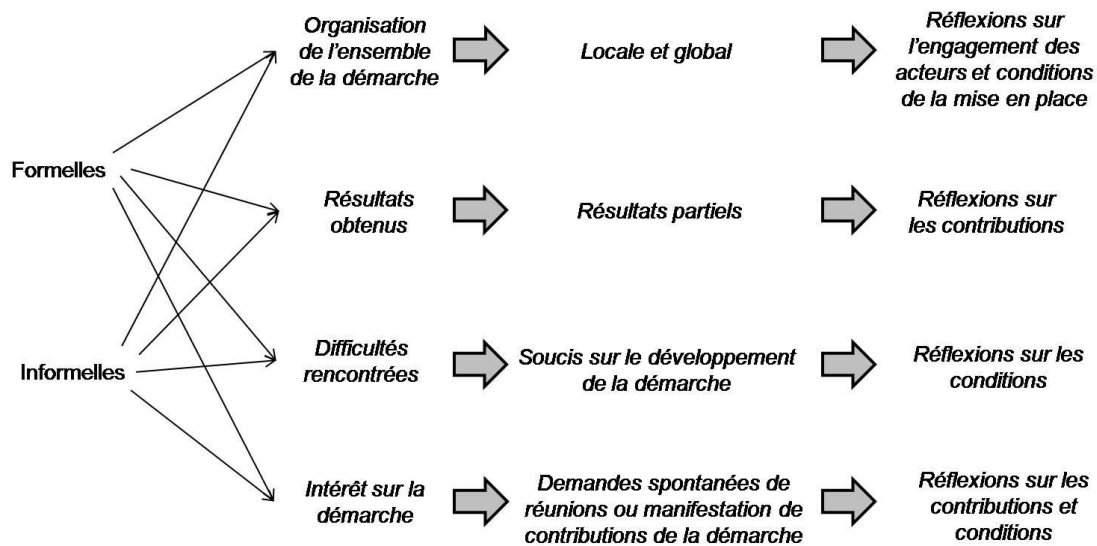 Organisation
de l'ensemble
de la démarche
Locale et global
Réflexions sur
l'engagement des
acteurs et conditions
de la mise en place
Formelles
Résultats
obtenus
Résultats partiels
Réflexions sur
les contributions
Informelles
Difficultés
rencontrées
Soucis sur le développement
de la démarche
Réflexions sur les
conditions
Intérêt sur la
démarche
Demandes spontanées de
réunions ou manifestation de
contributions de la démarche
Réflexions sur les
contributions et
conditions